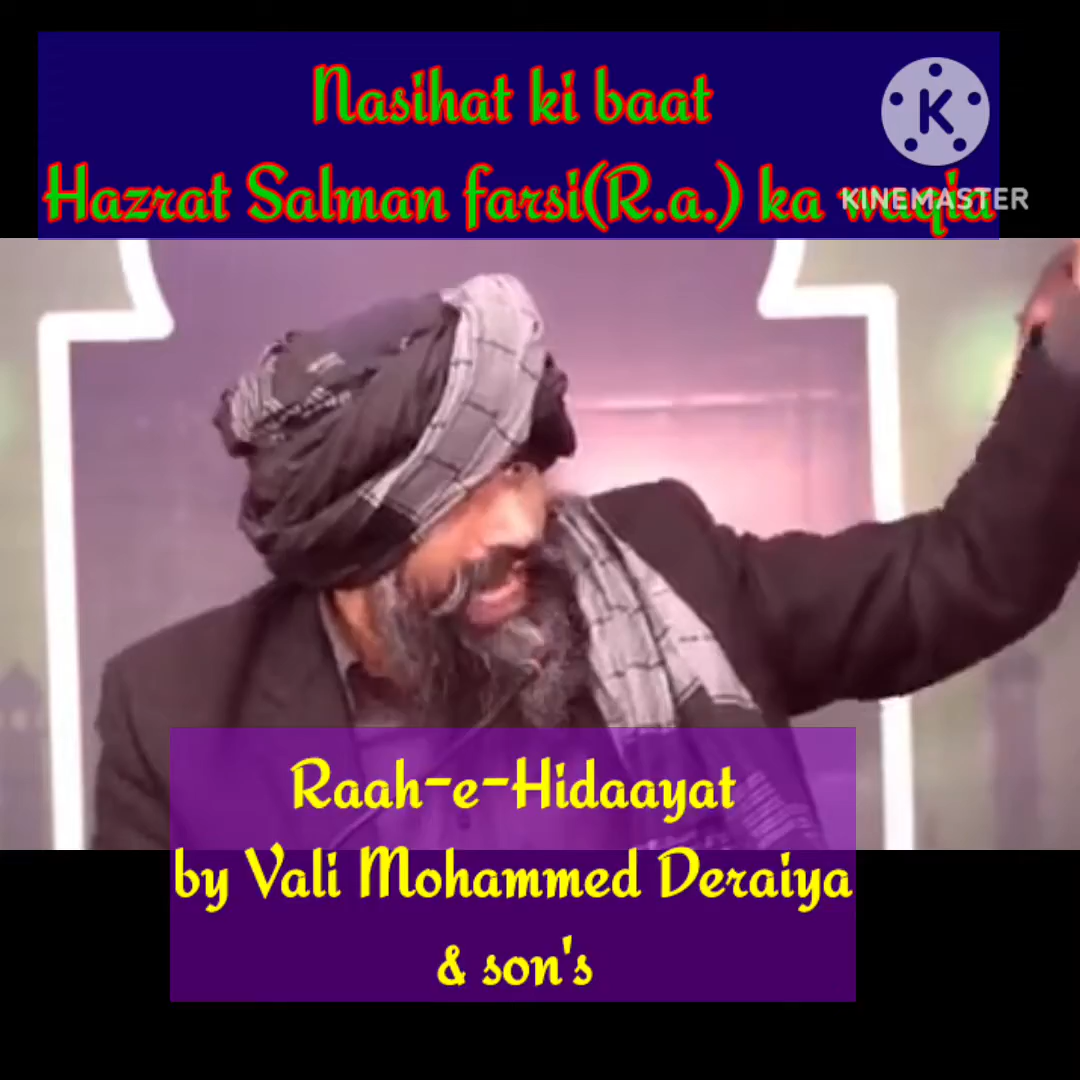 Nasihat ki baat
K
Hazrat Salman farsi(R.a.) ka waqia
KINEMASTER
Raah-e-Hidaayat
by Vali Mohammed Deraiya
& son's